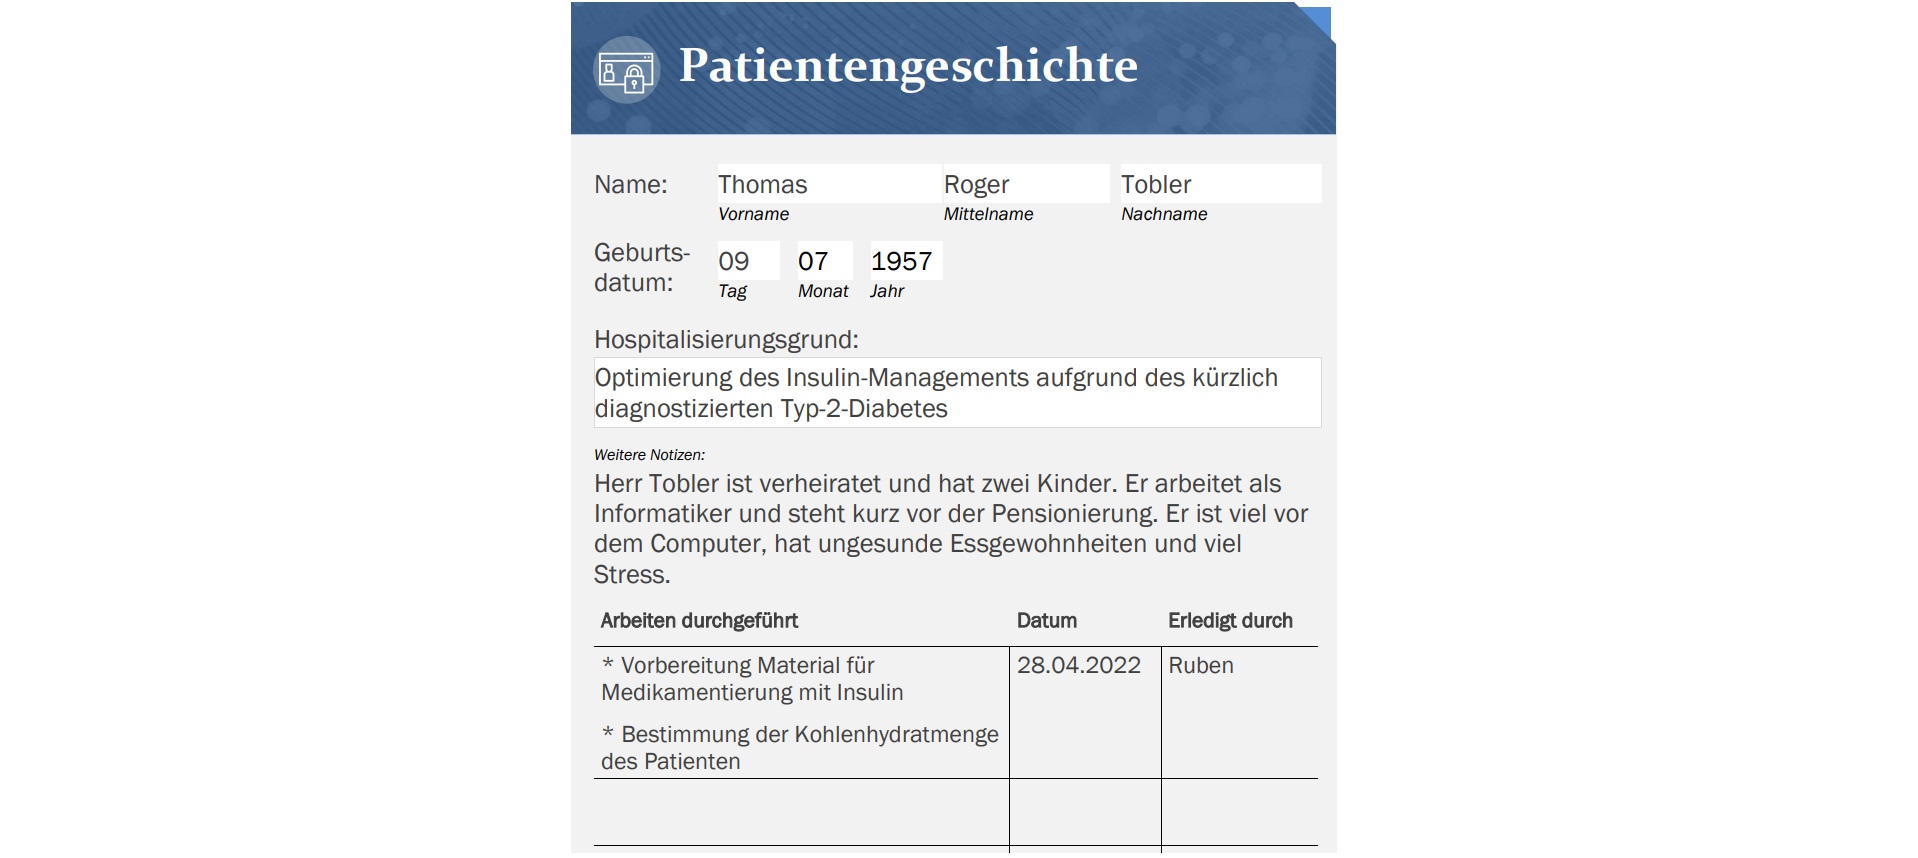 Patientengeschichte
Name: Thomas Roger Tobler
Vorname Mittelname Nachname
Geburts-
datum: 09 07 1957
Tag Monat Jahr
Hospitalisierungsgrund:
Optimierung des Insulin-Managements aufgrund des kürzlich
diagnostizierten Typ-2-Diabetes
Weitere Notizen:
Herr Tobler ist verheiratet und hat zwei Kinder. Er arbeitet als
Informatiker und steht kurz vor der Pensionierung. Er ist viel vor
dem Computer, hat ungesunde Essgewohnheiten und viel
Stress.
Arbeiten durchgeführt Datum Erledigt durch
* Vorbereitung Material für 28.04.2022 Ruben
Medikamentierung mit Insulin
* Bestimmung der Kohlenhydratmenge
des Patienten